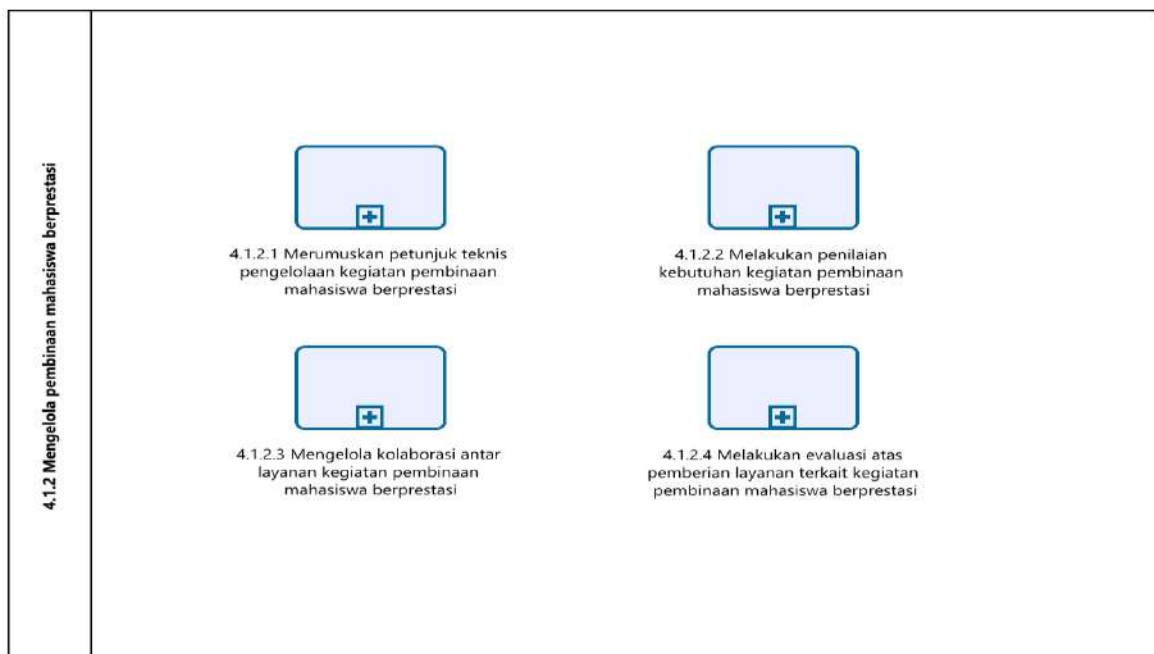 4.1.2 Mengelola pembinaan mahasiswa berprestasi
4.1.2.1 Merumuskan petunjuk teknis
pengelolaan kegiatan pembinaan
mahasiswa berprestasi
4.1.2.2 Melakukan penilaian
kebutuhan kegiatan pembinaan
mahasiswa berprestasi
4.1.2.3 Mengelola kolaborasi antar
layanan kegiatan pembinaan
mahasiswa berprestasi
4.1.2.4 Melakukan evaluasi atas
pemberian layanan terkait kegiatan
pembinaan mahasiswa berprestasi